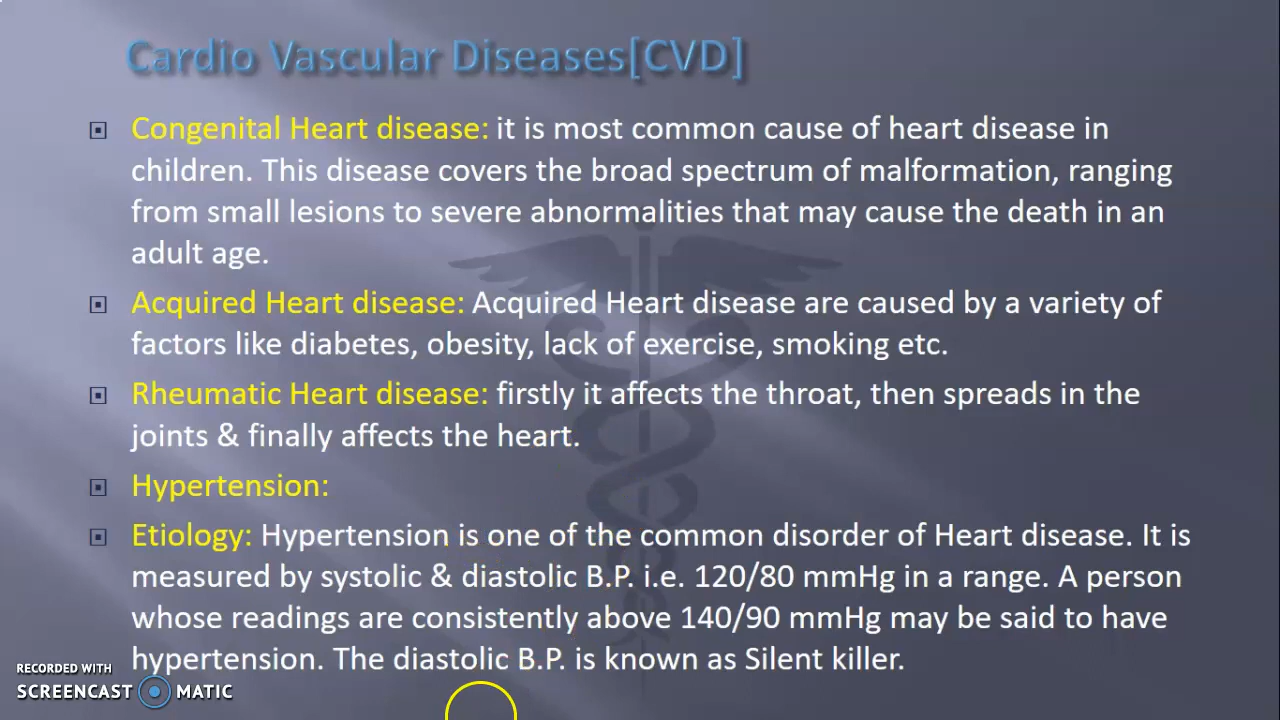 Cardio Vascular Diseases[CVD]
Congenital Heart disease: it is most common cause of heart disease in
children. This disease covers the broad spectrum of malformation, ranging
from small lesions to severe abnormalities that may cause the death in an
adult age.
Acquired Heart disease: Acquired Heart disease are caused by a variety of
factors like diabetes, obesity, lack of exercise, smoking etc.
Rheumatic Heart disease: firstly it affects the throat, then spreads in the
joints & finally affects the heart.
Hypertension:
Etiology: Hypertension is one of the common disorder of Heart disease. It is
measured by systolic & diastolic B.P. i.e. 120/80 mmHg in a range. A person
whose readings are consistently above 140/90 mmHg may be said to have
hypertension. The diastolic B.P. is known as Silent killer.
RECORDED WITH
SCREENCAST MATIC